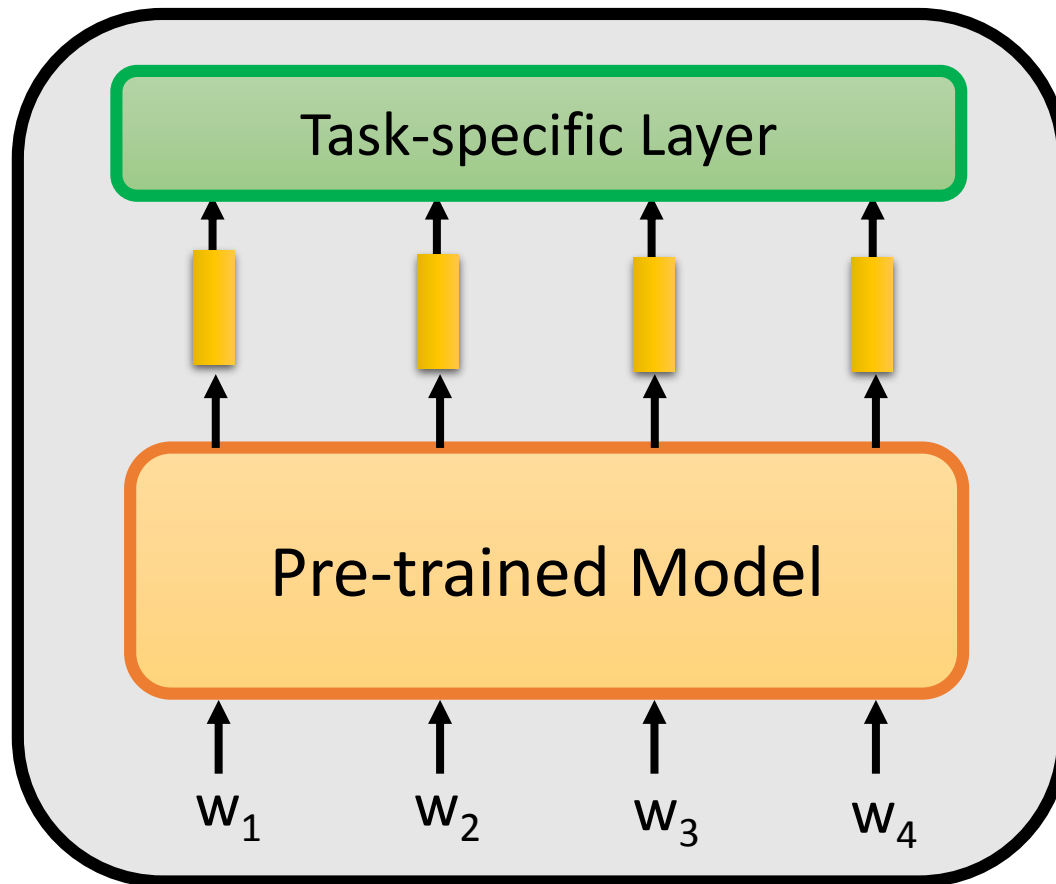 Task-specific Layer
Pre-trained Model
w₁ w₂ w₃ w₄